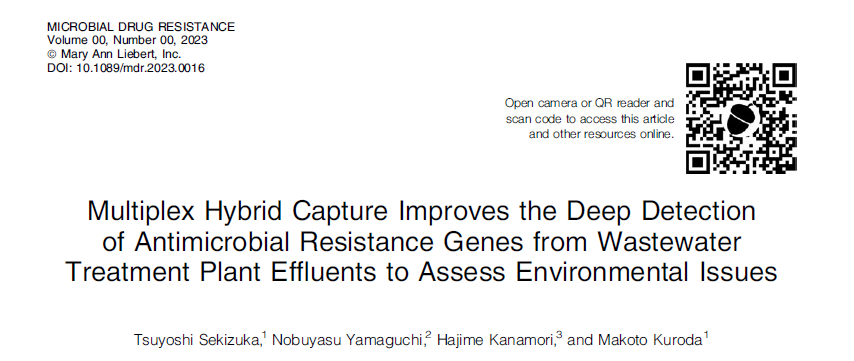 MICROBIAL DRUG RESISTANCE
Volume 00, Number 00, 2023
© Mary Ann Liebert, Inc.
DOI: 10.1089/mdr.2023.0016
Open camera or QR reader and
scan code to access this article
and other resources online.
Multiplex Hybrid Capture Improves the Deep Detection
of Antimicrobial Resistance Genes from Wastewater
Treatment Plant Effluents to Assess Environmental Issues
Tsuyoshi Sekizuka,1 Nobuyasu Yamaguchi,2 Hajime Kanamori,3 and Makoto Kuroda1